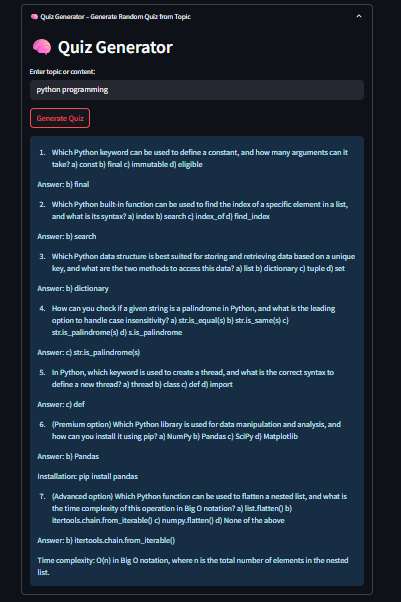 🧠 Quiz Generator – Generate Random Quiz from Topic
🧠 Quiz Generator
Enter topic or content:
python programming
Generate Quiz
1. Which Python keyword can be used to define a constant, and how many arguments can it
take? a) const b) final c) immutable d) eligible
Answer: b) final
2. Which Python built-in function can be used to find the index of a specific element in a list,
and what is its syntax? a) index b) search c) index_of d) find_index
Answer: b) search
3. Which Python data structure is best suited for storing and retrieving data based on a unique
key, and what are the two methods to access this data? a) list b) dictionary c) tuple d) set
Answer: b) dictionary
4. How can you check if a given string is a palindrome in Python, and what is the leading
option to handle case insensitivity? a) str.is_equal(s) b) str.is_same(s) c)
str.is_palindrome(s) d) s.is_palindrome
Answer: c) str.is_palindrome(s)
5. In Python, which keyword is used to create a thread, and what is the correct syntax to
define a new thread? a) thread b) class c) def d) import
Answer: c) def
6. (Premium option) Which Python library is used for data manipulation and analysis, and
how can you install it using pip? a) NumPy b) Pandas c) SciPy d) Matplotlib
Answer: b) Pandas
Installation: pip install pandas
7. (Advanced option) Which Python function can be used to flatten a nested list, and what is
the time complexity of this operation in Big O notation? a) list.flatten() b)
itertools.chain.from_iterable() c) numpy.flatten() d) None of the above
Answer: b) itertools.chain.from_iterable()
Time complexity: O(n) in Big O notation, where n is the total number of elements in the nested
list.